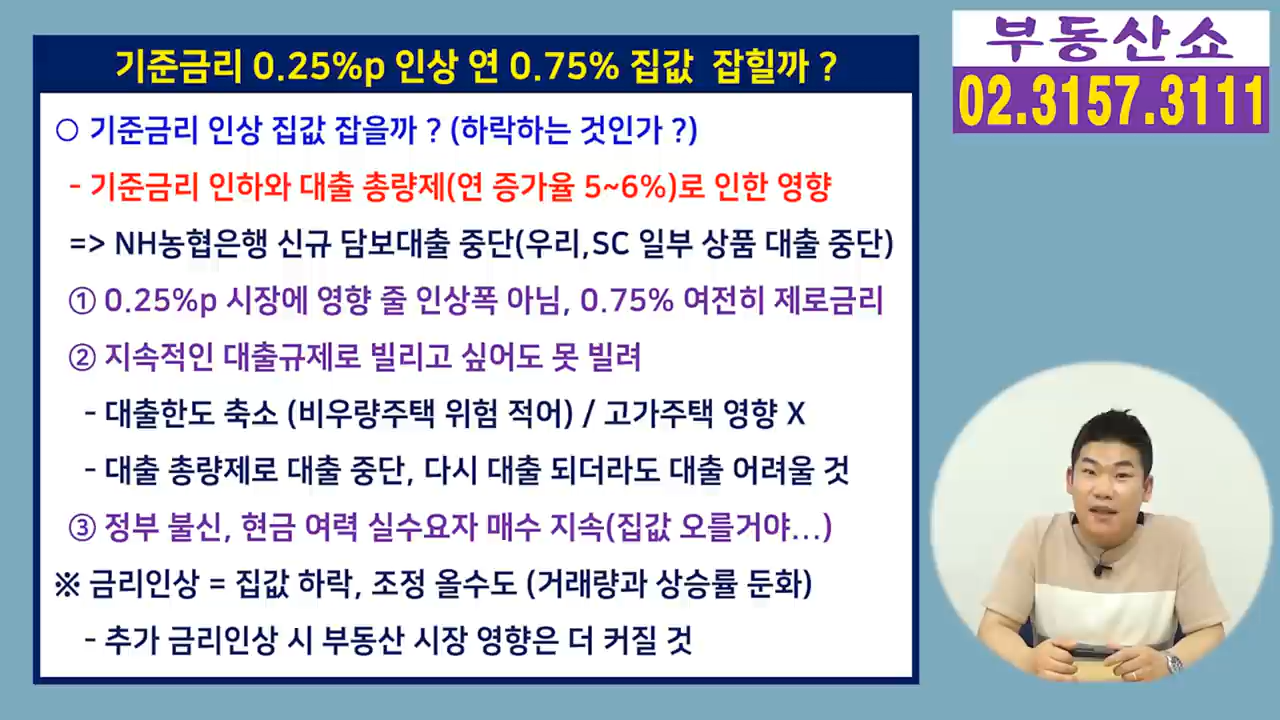 기준금리 0.25%p 인상 연 0.75% 집값 잡힐까 ?
부동산쇼
02.3157.3111
○ 기준금리 인상 집값 잡을까 ? (하락하는 것인가 ?)
- 기준금리 인하와 대출 총량제(연 증가율 5~6%)로 인한 영향
=> NH농협은행 신규 담보대출 중단(우리,SC 일부 상품 대출 중단)
① 0.25%p 시장에 영향 줄 인상폭 아님, 0.75% 여전히 제로금리
② 지속적인 대출규제로 빌리고 싶어도 못 빌려
- 대출한도 축소 (비우량주택 위험 적어) / 고가주택 영향 X
- 대출 총량제로 대출 중단, 다시 대출 되더라도 대출 어려울 것
③ 정부 불신, 현금 여력 실수요자 매수 지속(집값 오를거야...)
※ 금리인상 = 집값 하락, 조정 올수도 (거래량과 상승률 둔화)
- 추가 금리인상 시 부동산 시장 영향은 더 커질 것